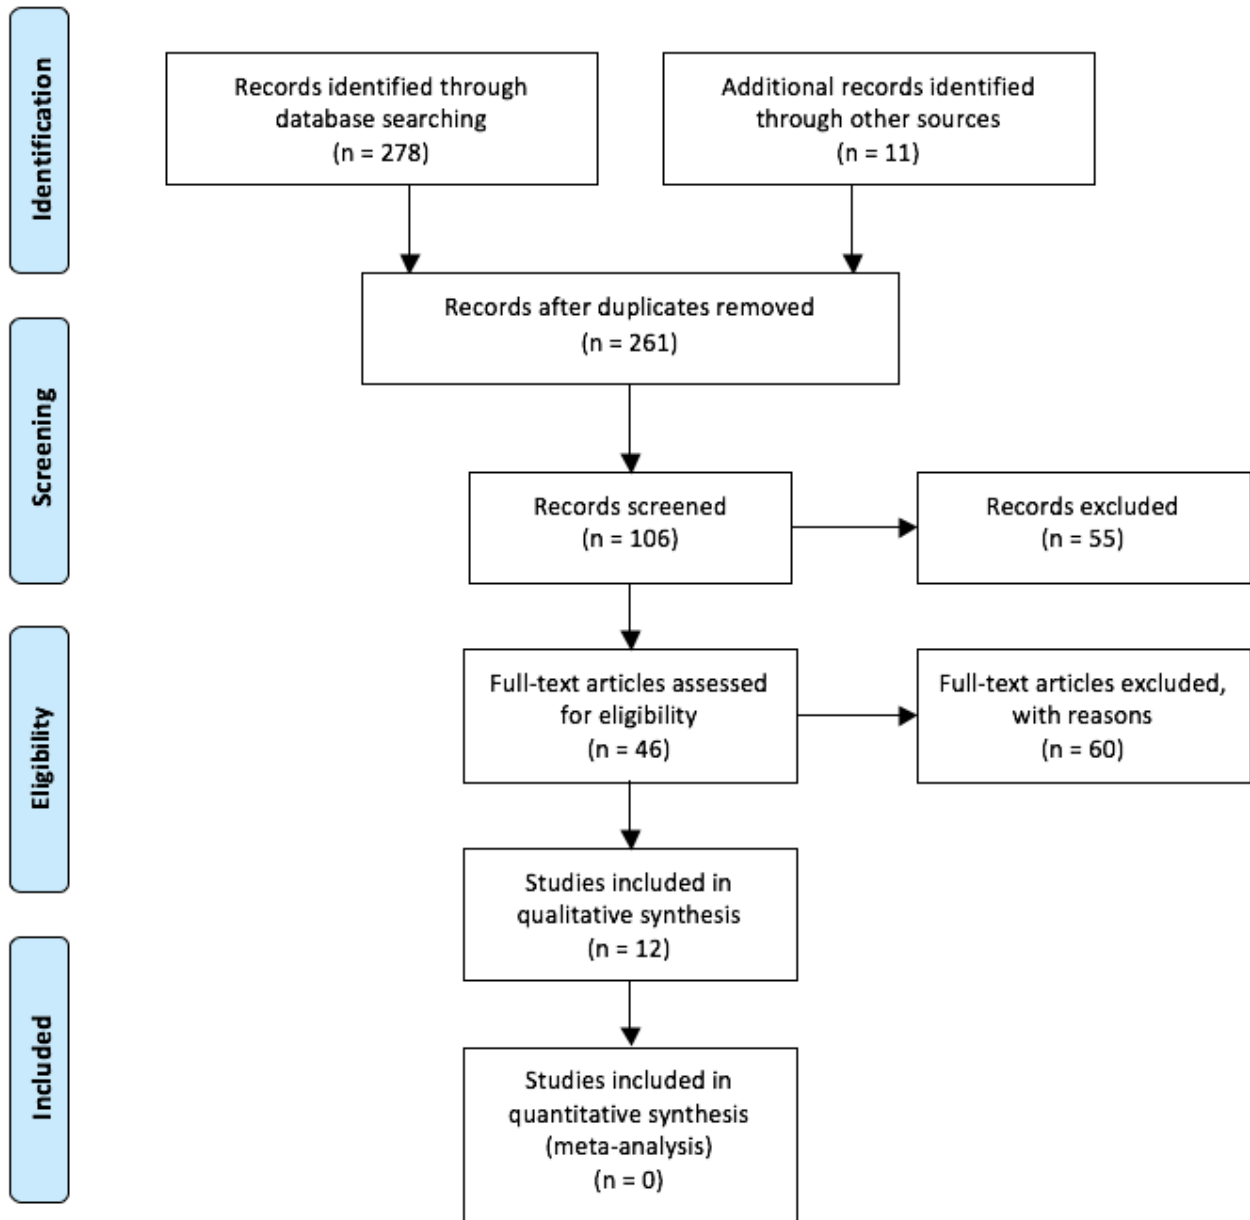 Identification
Records identified through
database searching
(n = 278)
Additional records identified
through other sources
(n = 11)
Records after duplicates removed
(n = 261)
Screening
Records screened
(n = 106)
Records excluded
(n = 55)
Eligibility
Full-text articles assessed
for eligibility
(n = 46)
Full-text articles excluded,
with reasons
(n = 60)
Studies included in
qualitative synthesis
(n = 12)
Included
Studies included in
quantitative synthesis
(meta-analysis)
(n = 0)